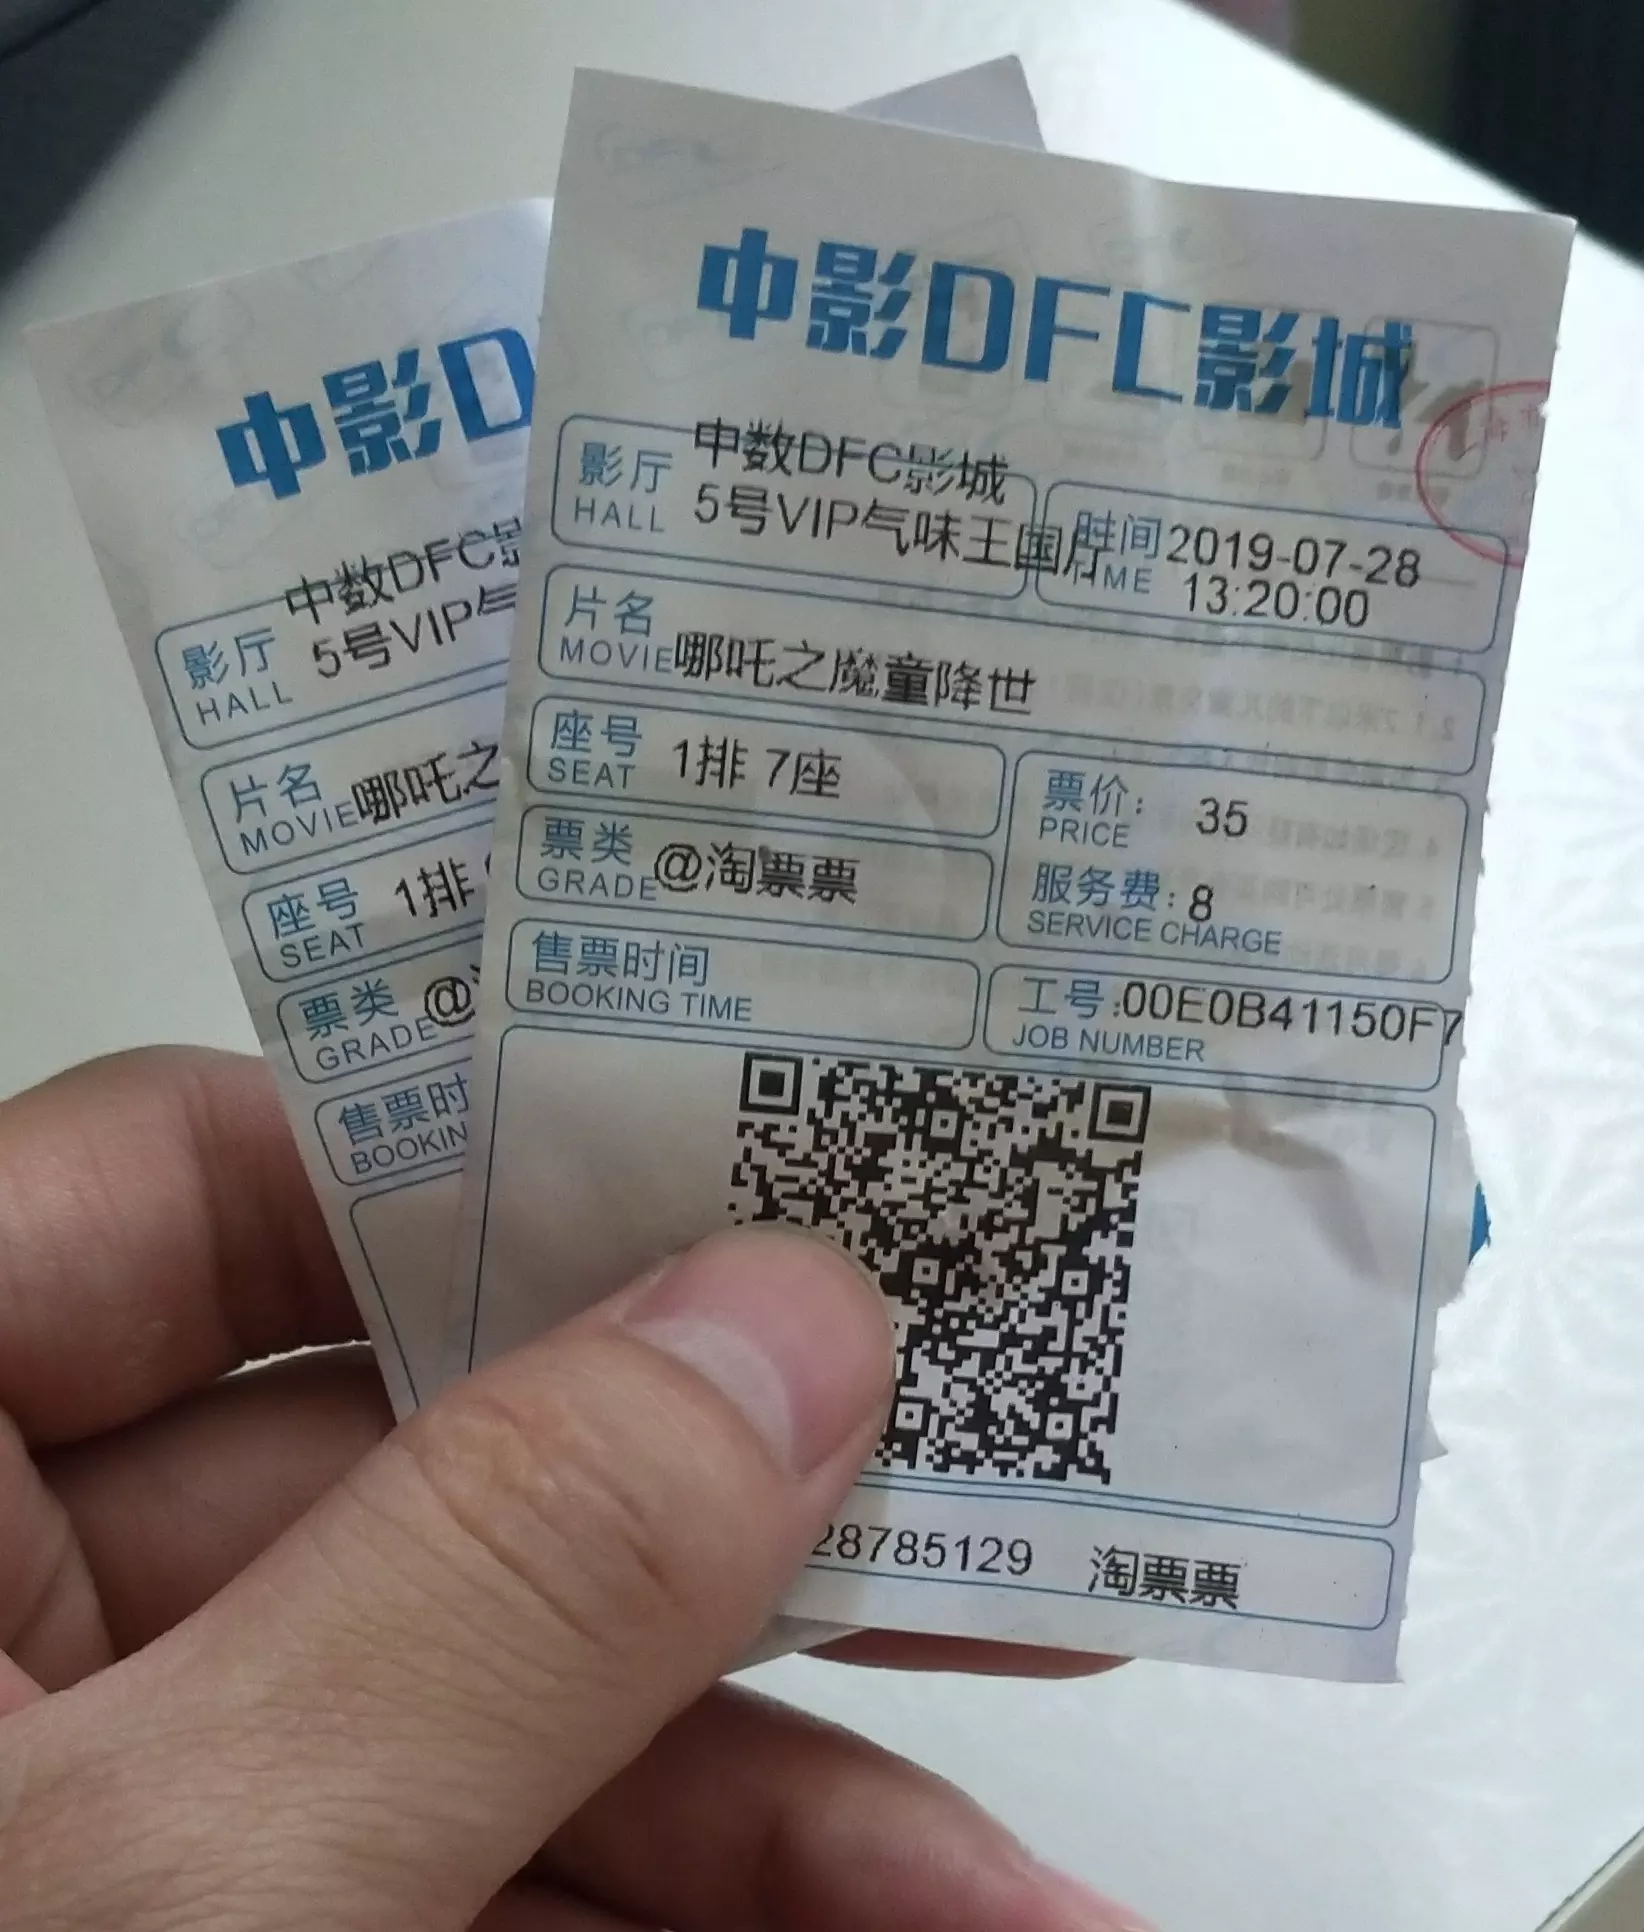 中影DFC影城
影厅
HALL
中数DFC影城
5号VIP气味王国厅
时间
TIME
2019-07-28
13:20:00
片名
MOVIE
哪吒之魔童降世
座号
SEAT
1排 7座
票价:
PRICE
35
票类
GRADE
@淘票票
服务费:
SERVICE CHARGE
8
售票时间
BOOKING TIME
工号:
JOB NUMBER
00E0B41150F7
28785129 淘票票
中影D
影厅
HALL
中数DFC影
5号VIP气
片名
MOVIE
哪吒之
座号
SEAT
1排
票类
GRADE
@
售票时
BOOKIN